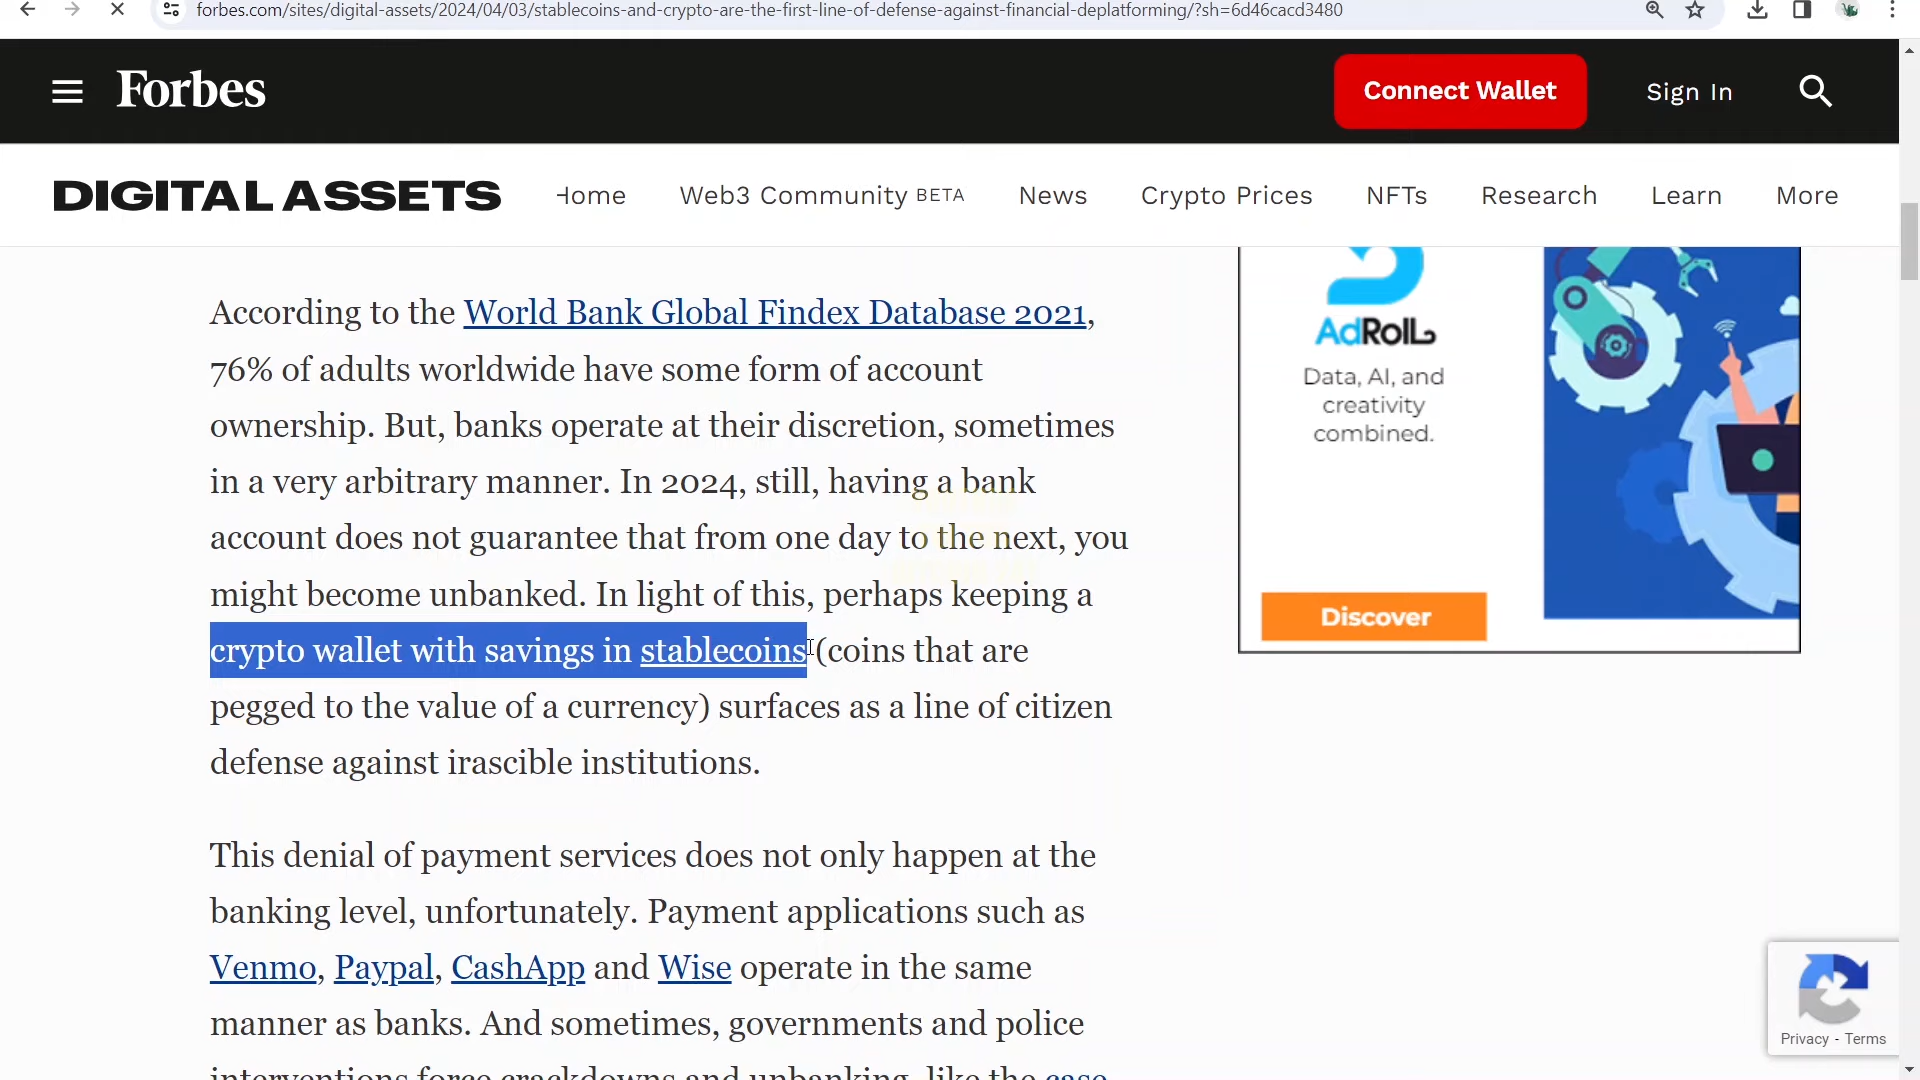 forbes.com/sites/digital-assets/2024/04/03/stablecoins-and-crypto-are-the-first-line-of-defense-against-financial-deplatforming/?sh=6d46cacd3480
Forbes
Connect Wallet
Sign In
DIGITAL ASSETS
Home
Web3 Community BETA
News
Crypto Prices
NFTs
Research
Learn
More
According to the World Bank Global Findex Database 2021,
76% of adults worldwide have some form of account
ownership. But, banks operate at their discretion, sometimes
in a very arbitrary manner. In 2024, still, having a bank
account does not guarantee that from one day to the next, you
might become unbanked. In light of this, perhaps keeping a
crypto wallet with savings in stablecoins (coins that are
pegged to the value of a currency) surfaces as a line of citizen
defense against irascible institutions.
This denial of payment services does not only happen at the
banking level, unfortunately. Payment applications such as
Venmo, Paypal, CashApp and Wise operate in the same
manner as banks. And sometimes, governments and police
interventions force crackdowns and unbanking, like the case
AdRoll
Data, AI, and
creativity
combined.
Discover
Privacy - Terms